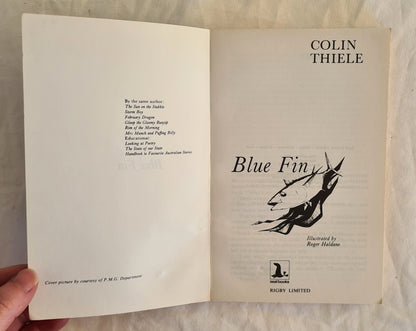 By the same author:
The Sun on the Stubble
Storm Boy
February Dragon
Gloop the Gloomy Bunyip
Rim of the Morning
Mrs Munch and Puffing Billy
Educational:
Looking at Poetry
The State of our State
Handbook to Favourite Australian Stories
Cover picture by courtesy of P.M.G. Department
COLIN
THIELE
Blue Fin
Illustrated by
Roger Haldane
seal books
RIGBY LIMITED